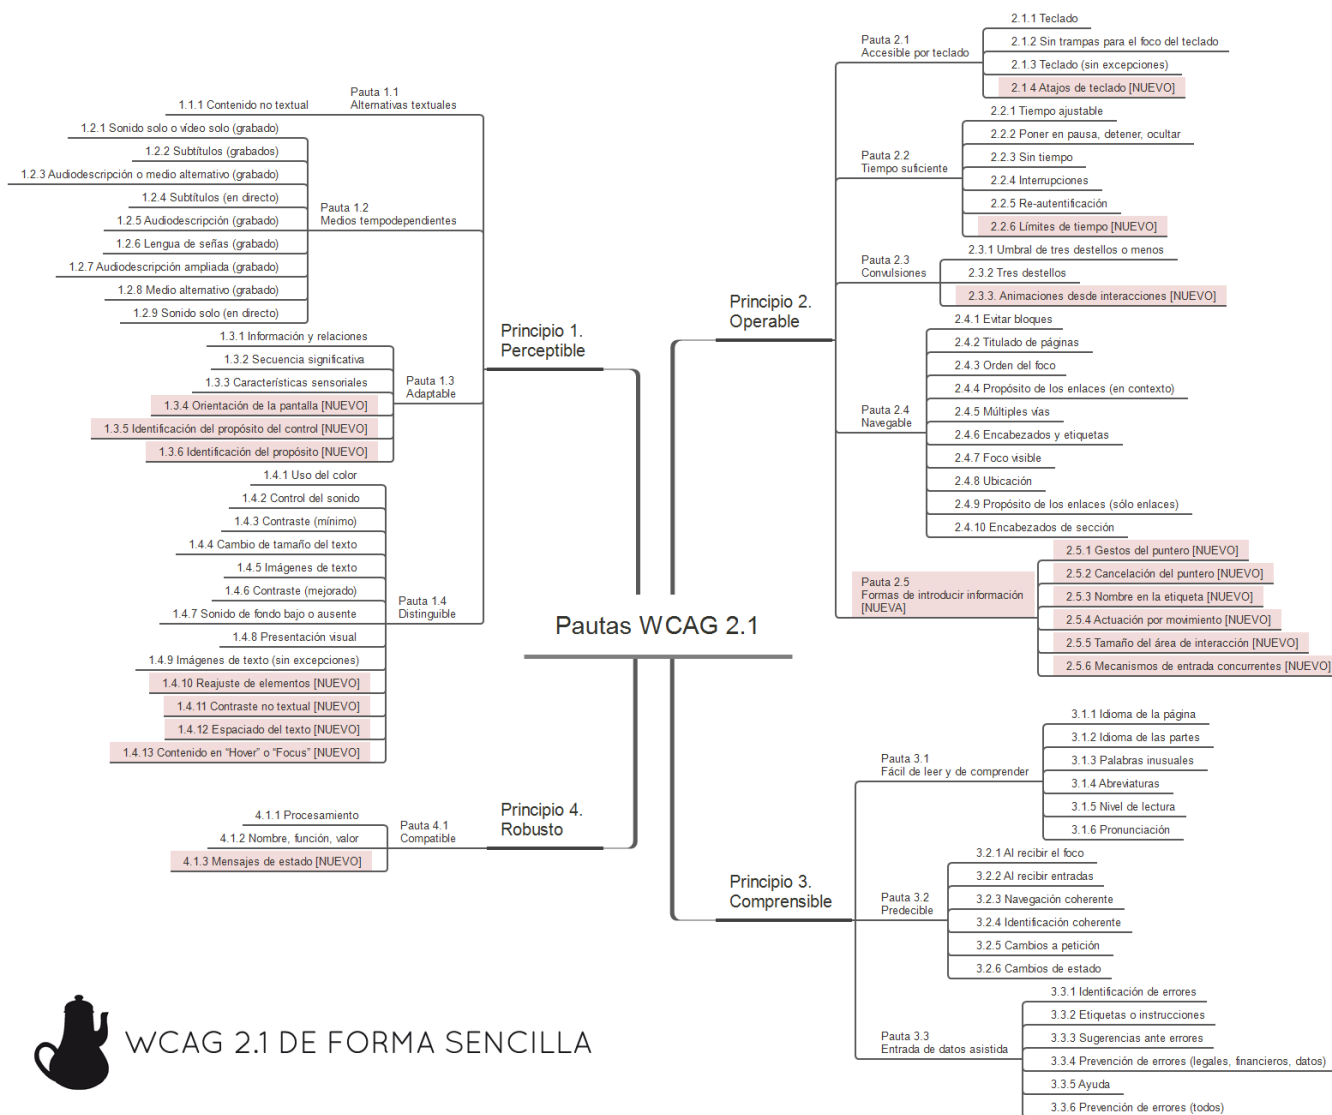 Pautas WCAG 2.1
Principio 1.
Perceptible
Pauta 1.1
Alternativas textuales
1.1.1 Contenido no textual
Pauta 1.2
Medios tempodependientes
1.2.1 Sonido solo o vídeo solo (grabado)
1.2.2 Subtítulos (grabados)
1.2.3 Audiodescripción o medio alternativo (grabado)
1.2.4 Subtítulos (en directo)
1.2.5 Audiodescripción (grabado)
1.2.6 Lengua de señas (grabado)
1.2.7 Audiodescripción ampliada (grabado)
1.2.8 Medio alternativo (grabado)
1.2.9 Sonido solo (en directo)
Pauta 1.3
Adaptable
1.3.1 Información y relaciones
1.3.2 Secuencia significativa
1.3.3 Características sensoriales
1.3.4 Orientación de la pantalla [NUEVO]
1.3.5 Identificación del propósito del control [NUEVO]
1.3.6 Identificación del propósito [NUEVO]
Pauta 1.4
Distinguible
1.4.1 Uso del color
1.4.2 Control del sonido
1.4.3 Contraste (mínimo)
1.4.4 Cambio de tamaño del texto
1.4.5 Imágenes de texto
1.4.6 Contraste (mejorado)
1.4.7 Sonido de fondo bajo o ausente
1.4.8 Presentación visual
1.4.9 Imágenes de texto (sin excepciones)
1.4.10 Reajuste de elementos [NUEVO]
1.4.11 Contraste no textual [NUEVO]
1.4.12 Espaciado del texto [NUEVO]
1.4.13 Contenido en “Hover” o “Focus” [NUEVO]
Principio 2.
Operable
Pauta 2.1
Accesible por teclado
2.1.1 Teclado
2.1.2 Sin trampas para el foco del teclado
2.1.3 Teclado (sin excepciones)
2.1 4 Atajos de teclado [NUEVO]
Pauta 2.2
Tiempo suficiente
2.2.1 Tiempo ajustable
2.2.2 Poner en pausa, detener, ocultar
2.2.3 Sin tiempo
2.2.4 Interrupciones
2.2.5 Re-autentificación
2.2.6 Límites de tiempo [NUEVO]
Pauta 2.3
Convulsiones
2.3.1 Umbral de tres destellos o menos
2.3.2 Tres destellos
2.3.3. Animaciones desde interacciones [NUEVO]
Pauta 2.4
Navegable
2.4.1 Evitar bloques
2.4.2 Titulado de páginas
2.4.3 Orden del foco
2.4.4 Propósito de los enlaces (en contexto)
2.4.5 Múltiples vías
2.4.6 Encabezados y etiquetas
2.4.7 Foco visible
2.4.8 Ubicación
2.4.9 Propósito de los enlaces (sólo enlaces)
2.4.10 Encabezados de sección
Pauta 2.5
Formas de introducir información
[NUEVA]
2.5.1 Gestos del puntero [NUEVO]
2.5.2 Cancelación del puntero [NUEVO]
2.5.3 Nombre en la etiqueta [NUEVO]
2.5.4 Actuación por movimiento [NUEVO]
2.5.5 Tamaño del área de interacción [NUEVO]
2.5.6 Mecanismos de entrada concurrentes [NUEVO]
Principio 3.
Comprensible
Pauta 3.1
Fácil de leer y de comprender
3.1.1 Idioma de la página
3.1.2 Idioma de las partes
3.1.3 Palabras inusuales
3.1.4 Abreviaturas
3.1.5 Nivel de lectura
3.1.6 Pronunciación
Pauta 3.2
Predecible
3.2.1 Al recibir el foco
3.2.2 Al recibir entradas
3.2.3 Navegación coherente
3.2.4 Identificación coherente
3.2.5 Cambios a petición
3.2.6 Cambios de estado
Pauta 3.3
Entrada de datos asistida
3.3.1 Identificación de errores
3.3.2 Etiquetas o instrucciones
3.3.3 Sugerencias ante errores
3.3.4 Prevención de errores (legales, financieros, datos)
3.3.5 Ayuda
3.3.6 Prevención de errores (todos)
Principio 4.
Robusto
Pauta 4.1
Compatible
4.1.1 Procesamiento
4.1.2 Nombre, función, valor
4.1.3 Mensajes de estado [NUEVO]
WCAG 2.1 DE FORMA SENCILLA